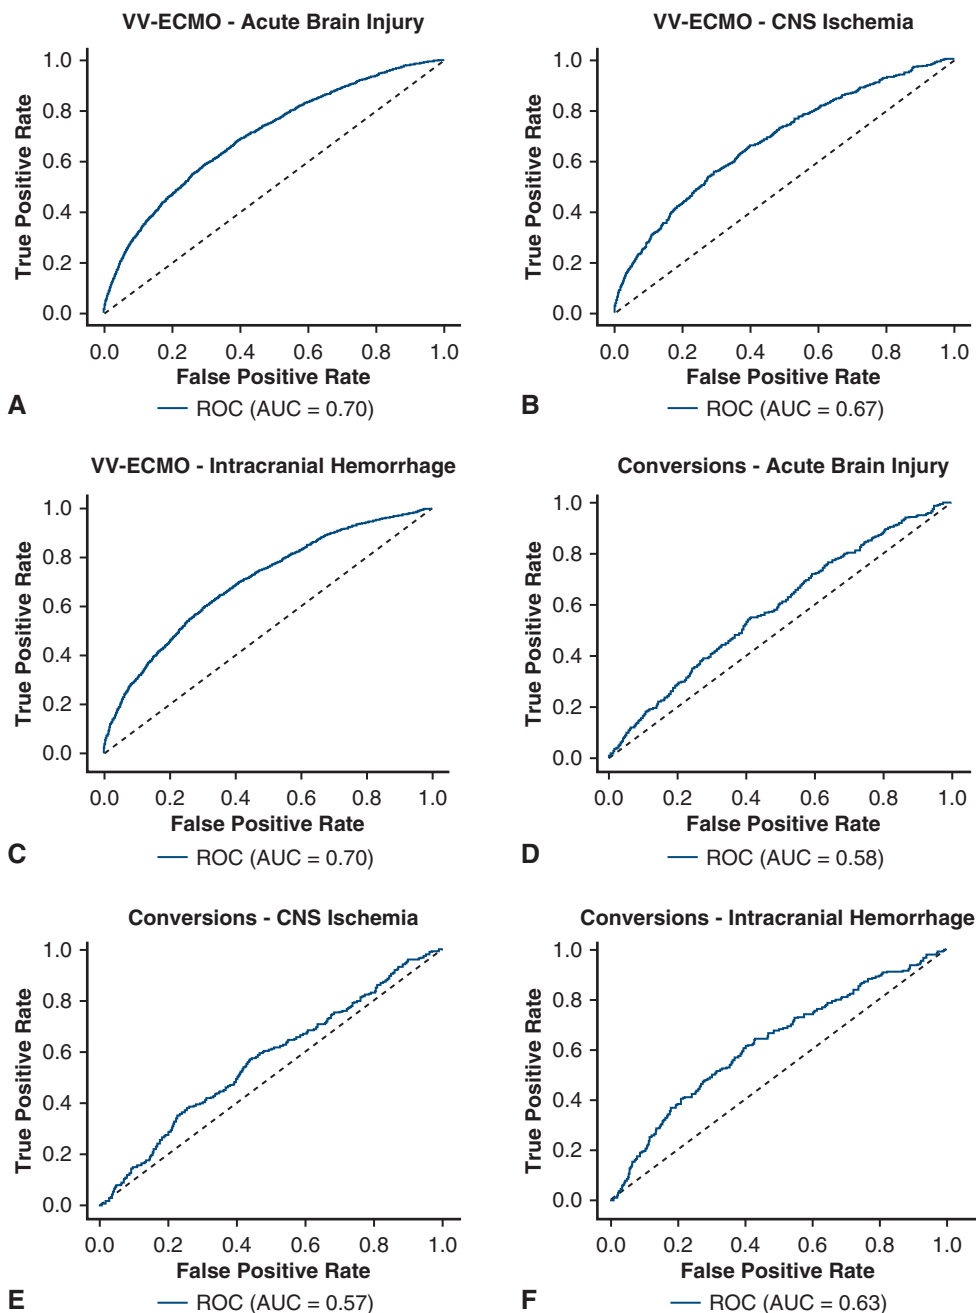 VV-ECMO - Acute Brain Injury
True Positive Rate
1.0
0.8
0.6
0.4
0.2
0.0
0.0 0.2 0.4 0.6 0.8 1.0
False Positive Rate
A
ROC (AUC = 0.70)
VV-ECMO - CNS Ischemia
True Positive Rate
1.0
0.8
0.6
0.4
0.2
0.0
0.0 0.2 0.4 0.6 0.8 1.0
False Positive Rate
B
ROC (AUC = 0.67)
VV-ECMO - Intracranial Hemorrhage
True Positive Rate
1.0
0.8
0.6
0.4
0.2
0.0
0.0 0.2 0.4 0.6 0.8 1.0
False Positive Rate
C
ROC (AUC = 0.70)
Conversions - Acute Brain Injury
True Positive Rate
1.0
0.8
0.6
0.4
0.2
0.0
0.0 0.2 0.4 0.6 0.8 1.0
False Positive Rate
D
ROC (AUC = 0.58)
Conversions - CNS Ischemia
True Positive Rate
1.0
0.8
0.6
0.4
0.2
0.0
0.0 0.2 0.4 0.6 0.8 1.0
False Positive Rate
E
ROC (AUC = 0.57)
Conversions - Intracranial Hemorrhage
True Positive Rate
1.0
0.8
0.6
0.4
0.2
0.0
0.0 0.2 0.4 0.6 0.8 1.0
False Positive Rate
F
ROC (AUC = 0.63)